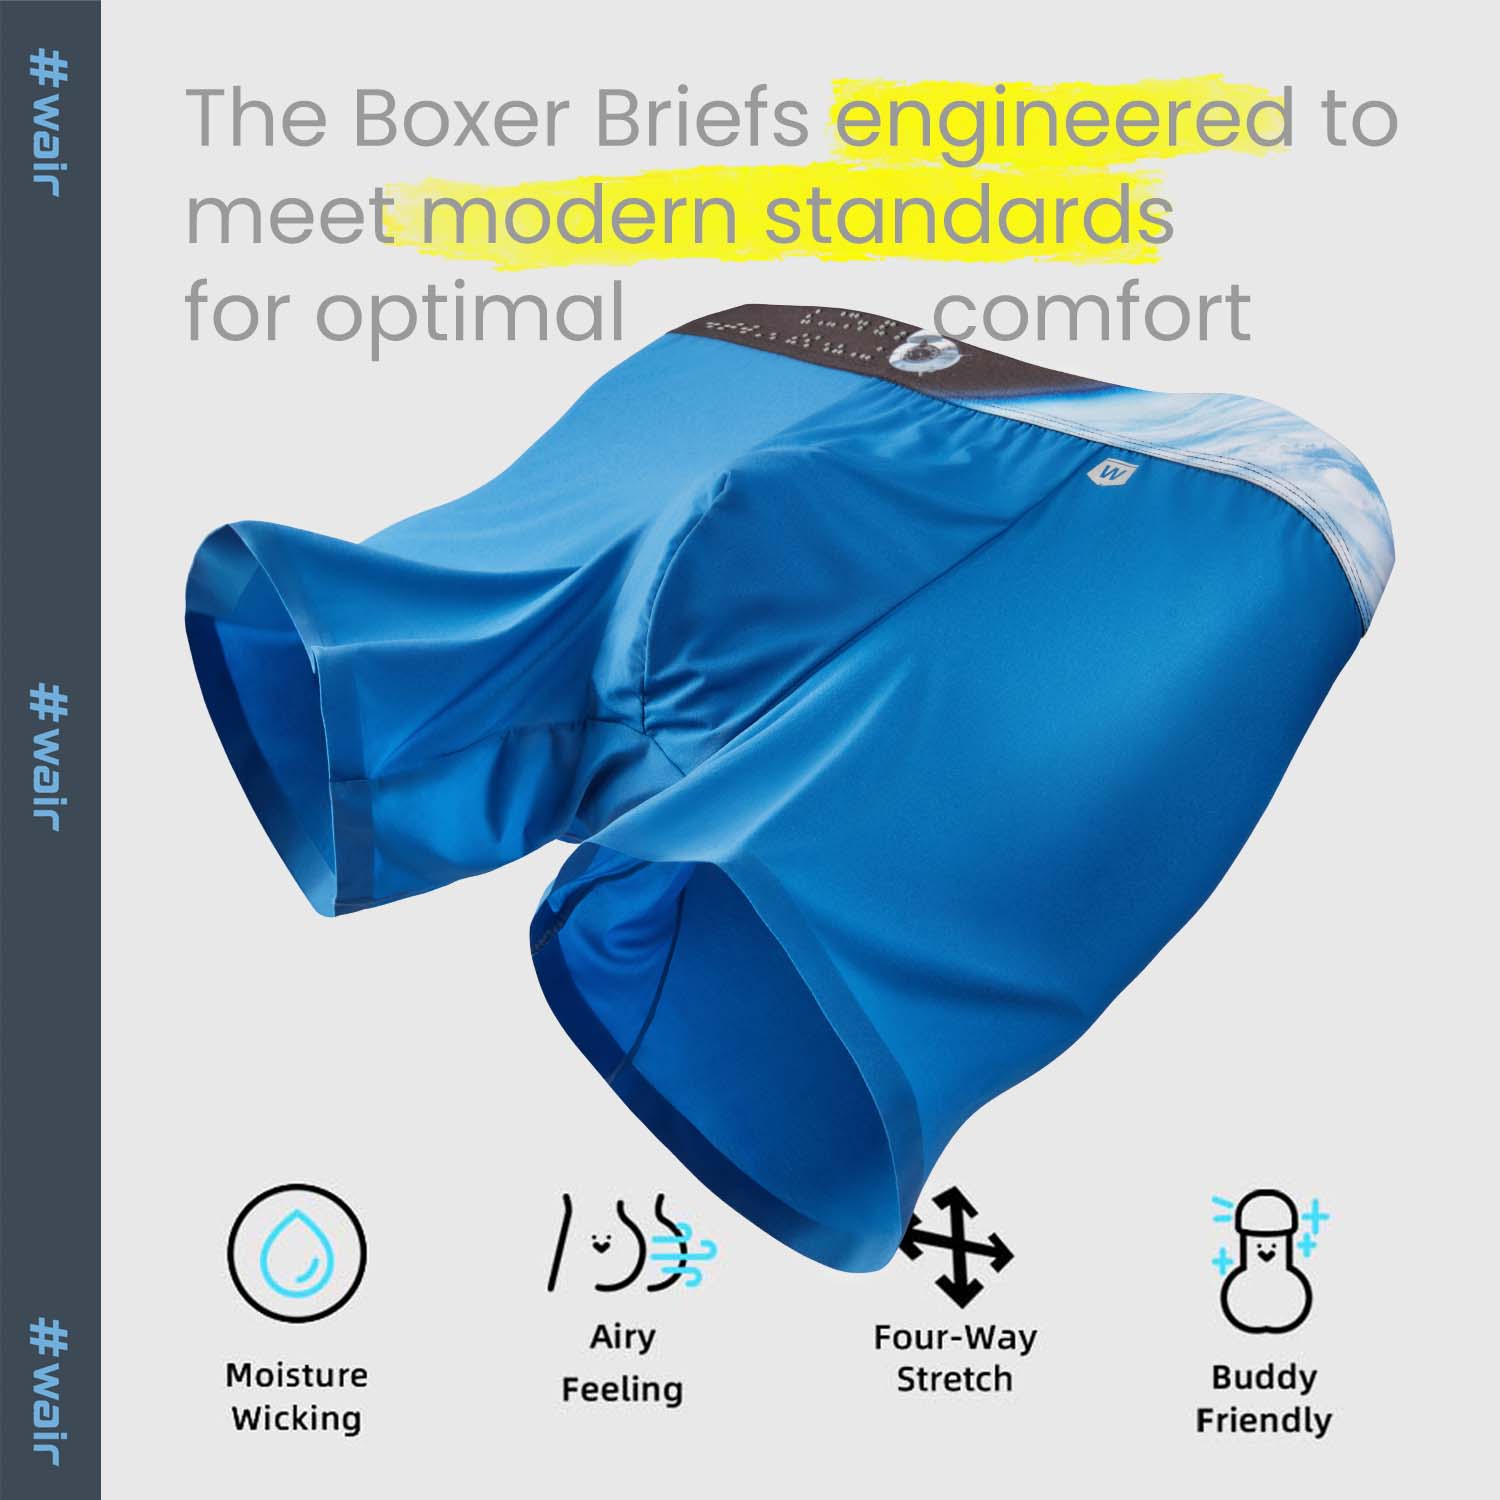 The Boxer Briefs engineered to
meet modern standards
for optimal comfort
#wair
#wair
#wair
W
Moisture
Wicking
Airy
Feeling
Four-Way
Stretch
Buddy
Friendly